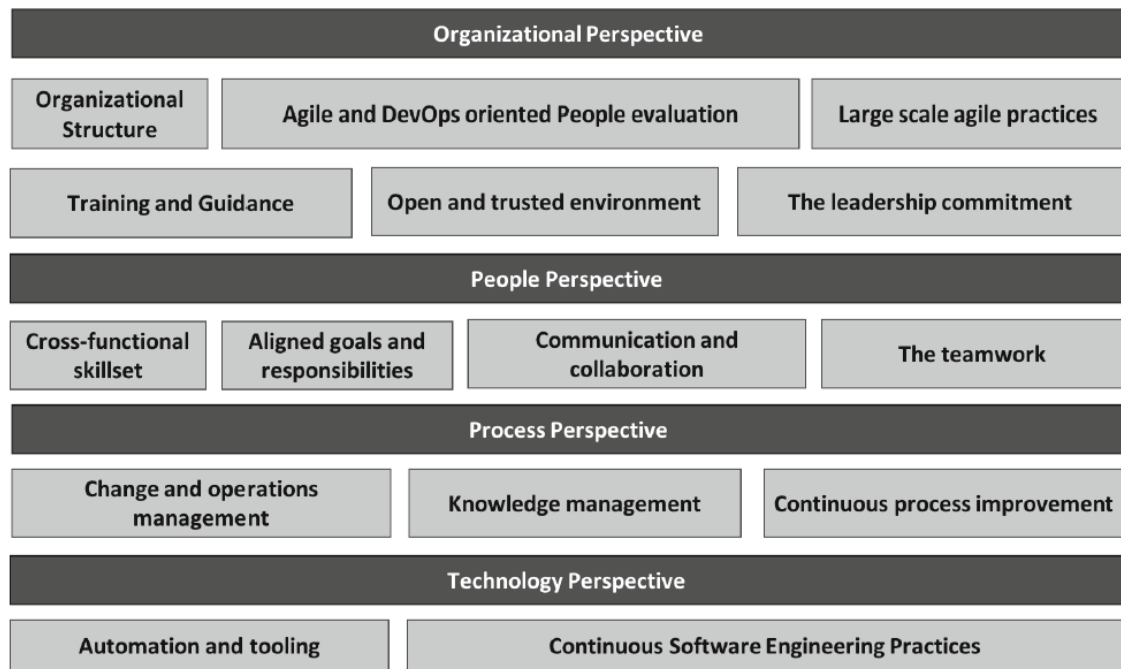 Organizational Perspective
Organizational
Structure
Agile and DevOps oriented People evaluation
Large scale agile practices
Training and Guidance
Open and trusted environment
The leadership commitment
People Perspective
Cross-functional
skillset
Aligned goals and
responsibilities
Communication and
collaboration
The teamwork
Process Perspective
Change and operations
management
Knowledge management
Continuous process improvement
Technology Perspective
Automation and tooling
Continuous Software Engineering Practices